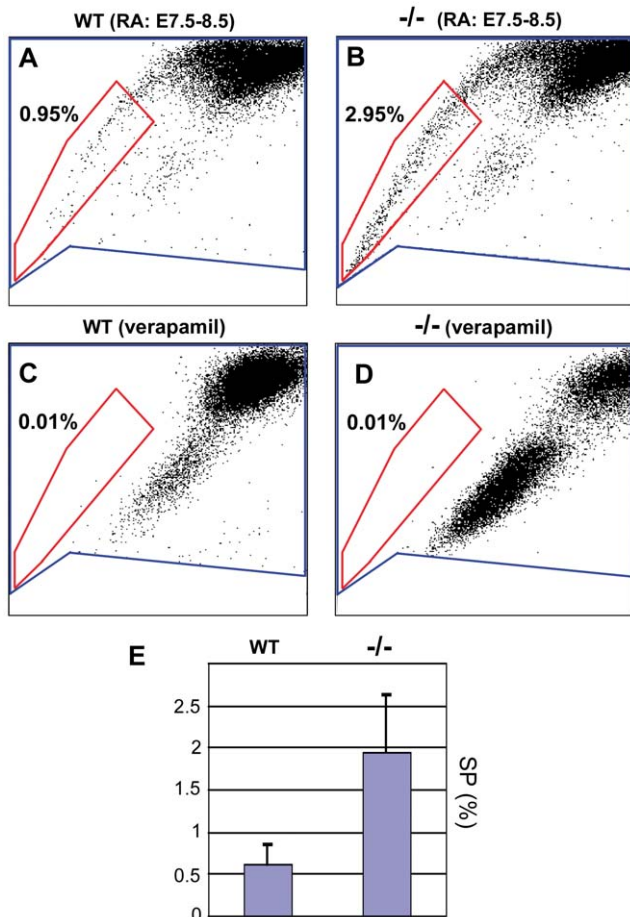 WT (RA: E7.5-8.5)
-/- (RA: E7.5-8.5)
A
B
0.95%
2.95%
WT (verapamil)
-/- (verapamil)
C
D
0.01%
0.01%
E
WT
-/-
2.5
2
1.5
1
0.5
0
SP (%)